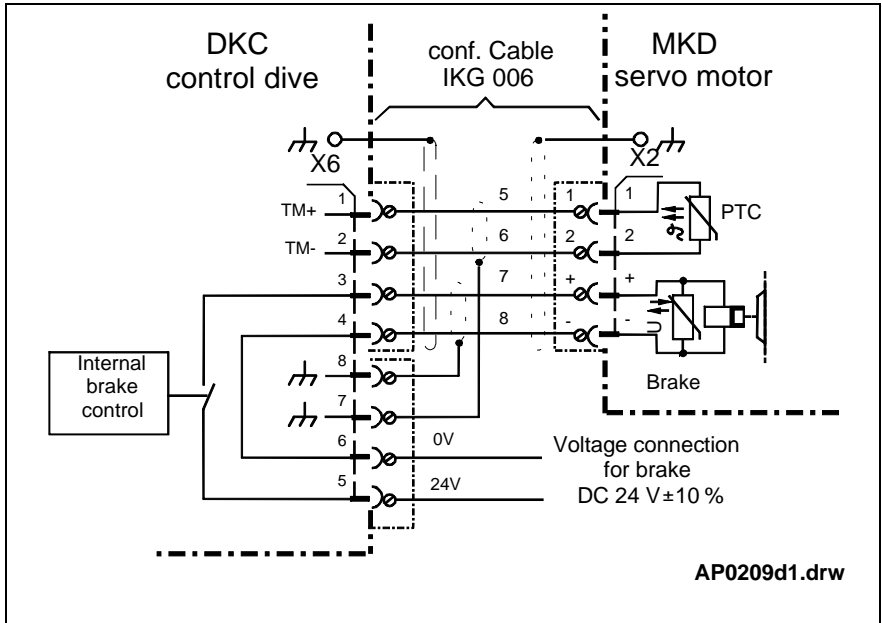 DKC
control dive
conf. Cable
IKG 006
MKD
servo motor
X6
X2
1
5
1
1
TM+
PTC
2
6
2
2
TM-
3
7
+
+
4
8
-
-
Brake
Internal
brake
control
8
7
6
0V
5
24V
Voltage connection
for brake
DC 24 V±10 %
AP0209d1.drw